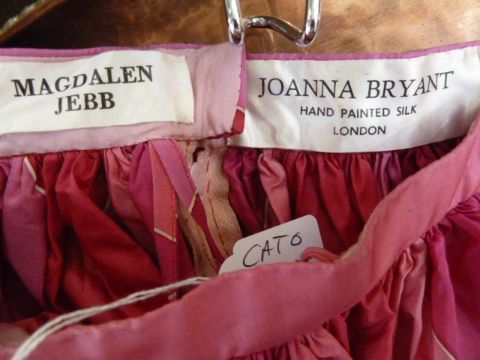 MAGDALEN
JEBB
JOANNA BRYANT
HAND PAINTED SILK
LONDON
CATO